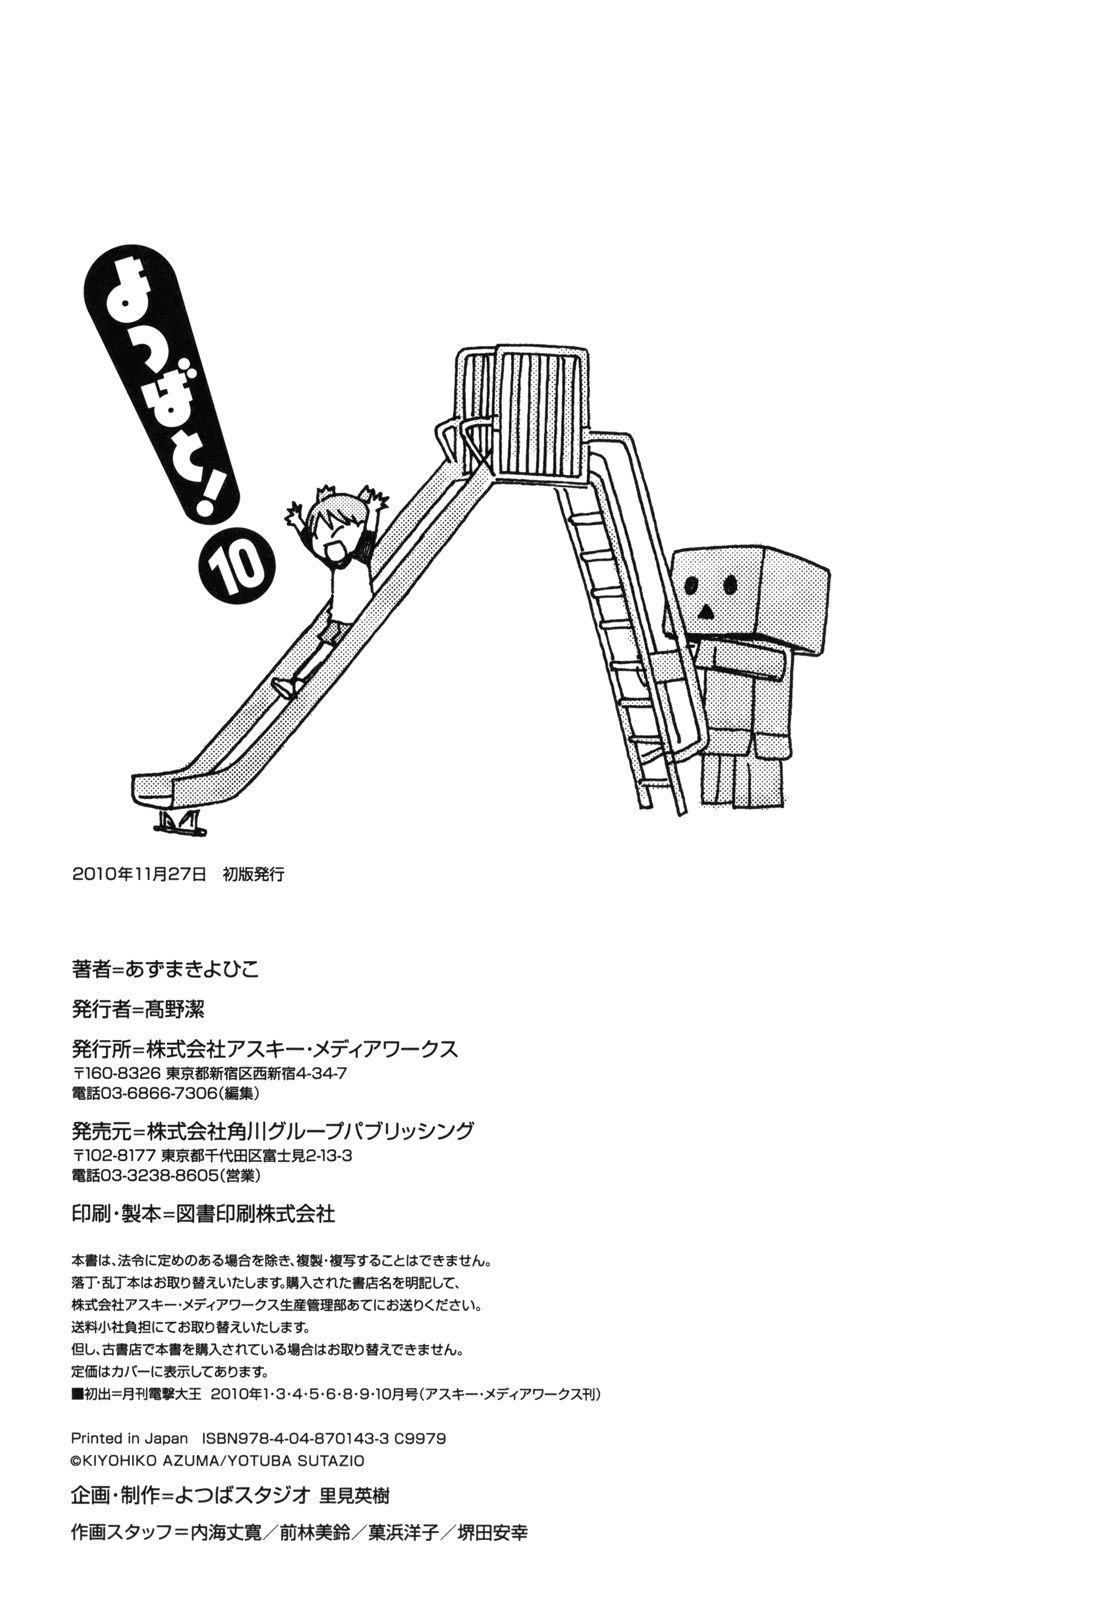 よつばと!
10
2010年11月27日　初版発行
著者=あずまきよひこ
発行者=髙野潔
発行所=株式会社アスキー・メディアワークス
〒160-8326 東京都新宿区西新宿4-34-7
電話03-6866-7306(編集)
発売元=株式会社角川グループパブリッシング
〒102-8177 東京都千代田区富士見2-13-3
電話03-3238-8605(営業)
印刷・製本=図書印刷株式会社
本書は、法令に定めのある場合を除き、複製・複写することはできません。
落丁・乱丁本はお取り替えいたします。購入された書店名を明記して、
株式会社アスキー・メディアワークス生産管理部あてにお送りください。
送料小社負担にてお取り替えいたします。
但し、古書店で本書を購入されている場合はお取り替えできません。
定価はカバーに表示してあります。
■初出=月刊電撃大王 2010年1・3・4・5・6・8・9・10月号(アスキー・メディアワークス刊)
Printed in Japan ISBN978-4-04-870143-3 C9979
©KIYOHIKO AZUMA/YOTUBA SUTAZIO
企画・制作=よつばスタジオ 里見英樹
作画スタッフ=内海丈寛／前林美鈴／菓浜洋子／堺田安幸